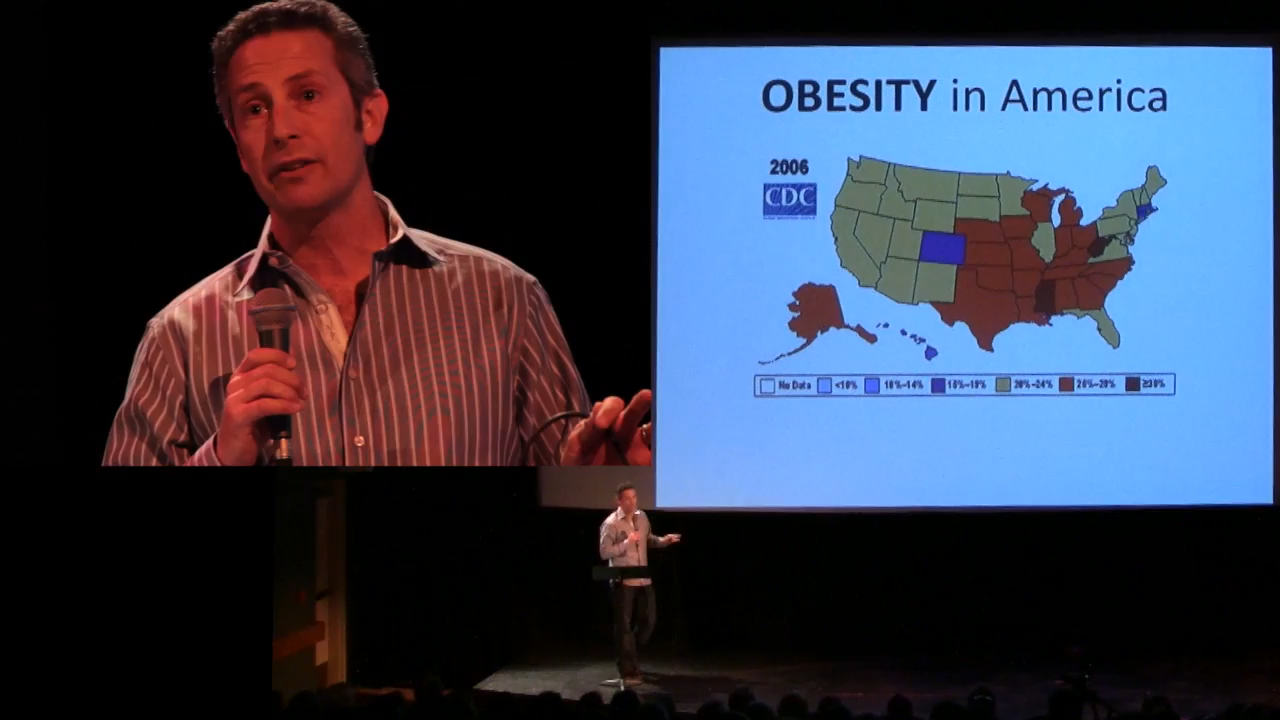 OBESITY in America
2006
CDC
No Data <10% 10%–14% 15%–19% 20%–24% 25%–29% ≥30%